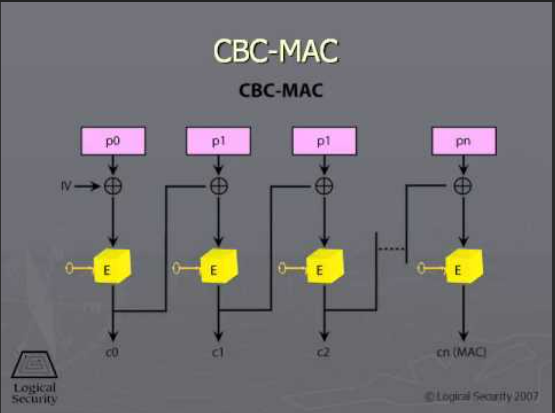 CBC-MAC
CBC-MAC
p0 p1 p1 pn
IV
E E E E
c0 c1 c2 cn (MAC)
Logical
Security
© Logical Security 2007